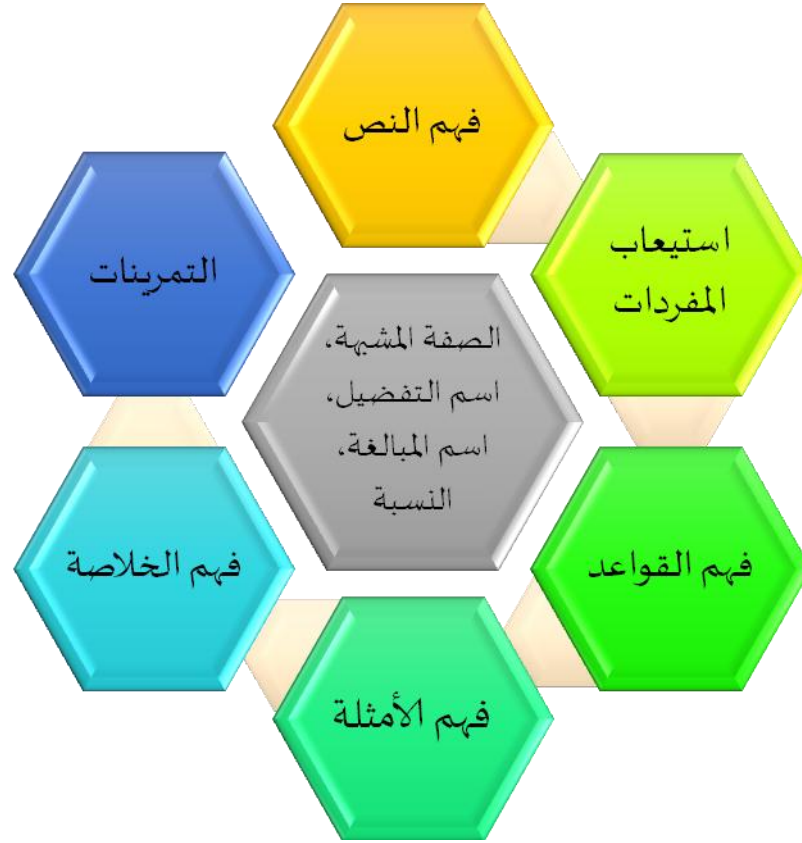 فهم النص
استيعاب
المفردات
فهم القواعد
فهم الأمثلة
فهم الخلاصة
التمرينات
الصفة المشبهة،
اسم التفضيل،
اسم المبالغة،
النسبة